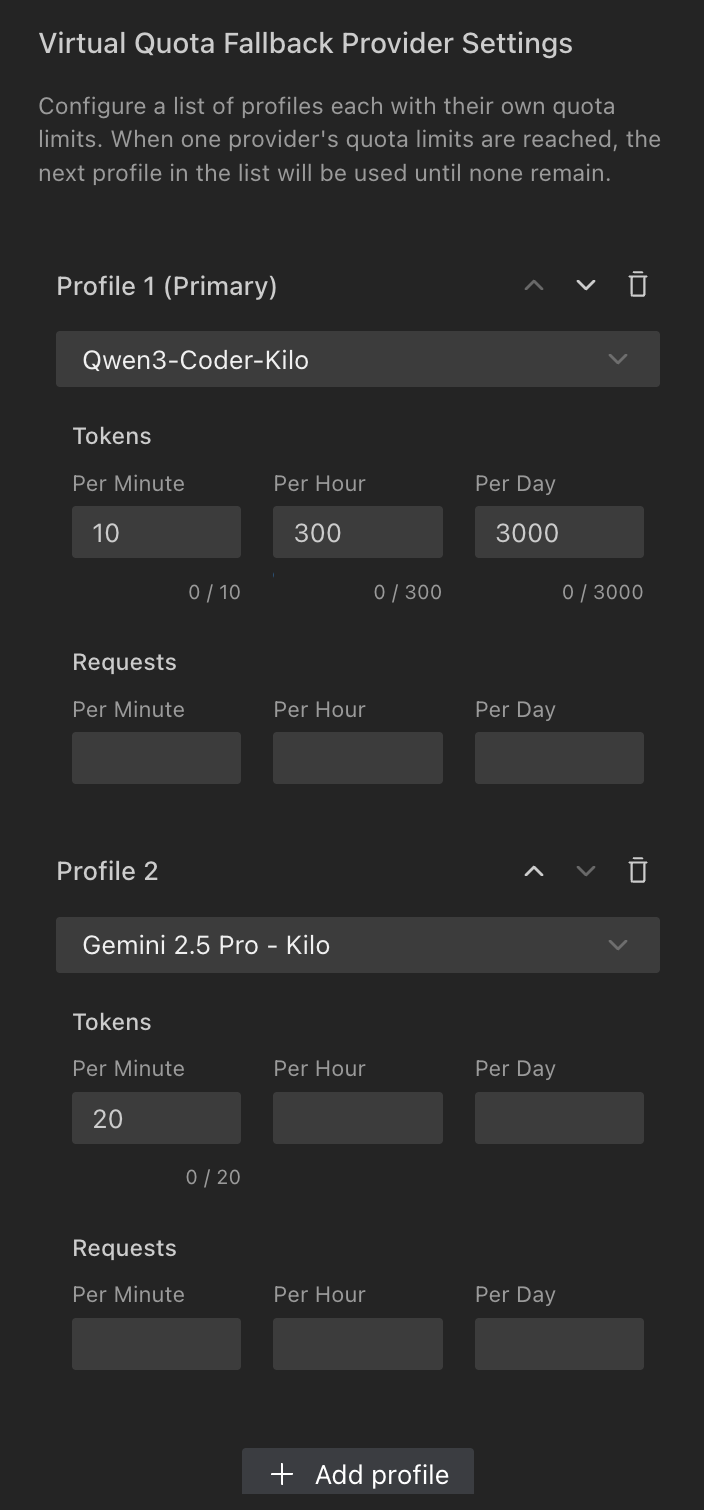 Virtual Quota Fallback Provider Settings
Configure a list of profiles each with their own quota
limits. When one provider's quota limits are reached, the
next profile in the list will be used until none remain.
Profile 1 (Primary)
Qwen3-Coder-Kilo
Tokens
Per Minute Per Hour Per Day
10 300 3000
0 / 10 0 / 300 0 / 3000
Requests
Per Minute Per Hour Per Day
Profile 2
Gemini 2.5 Pro - Kilo
Tokens
Per Minute Per Hour Per Day
20
0 / 20
Requests
Per Minute Per Hour Per Day
+ Add profile